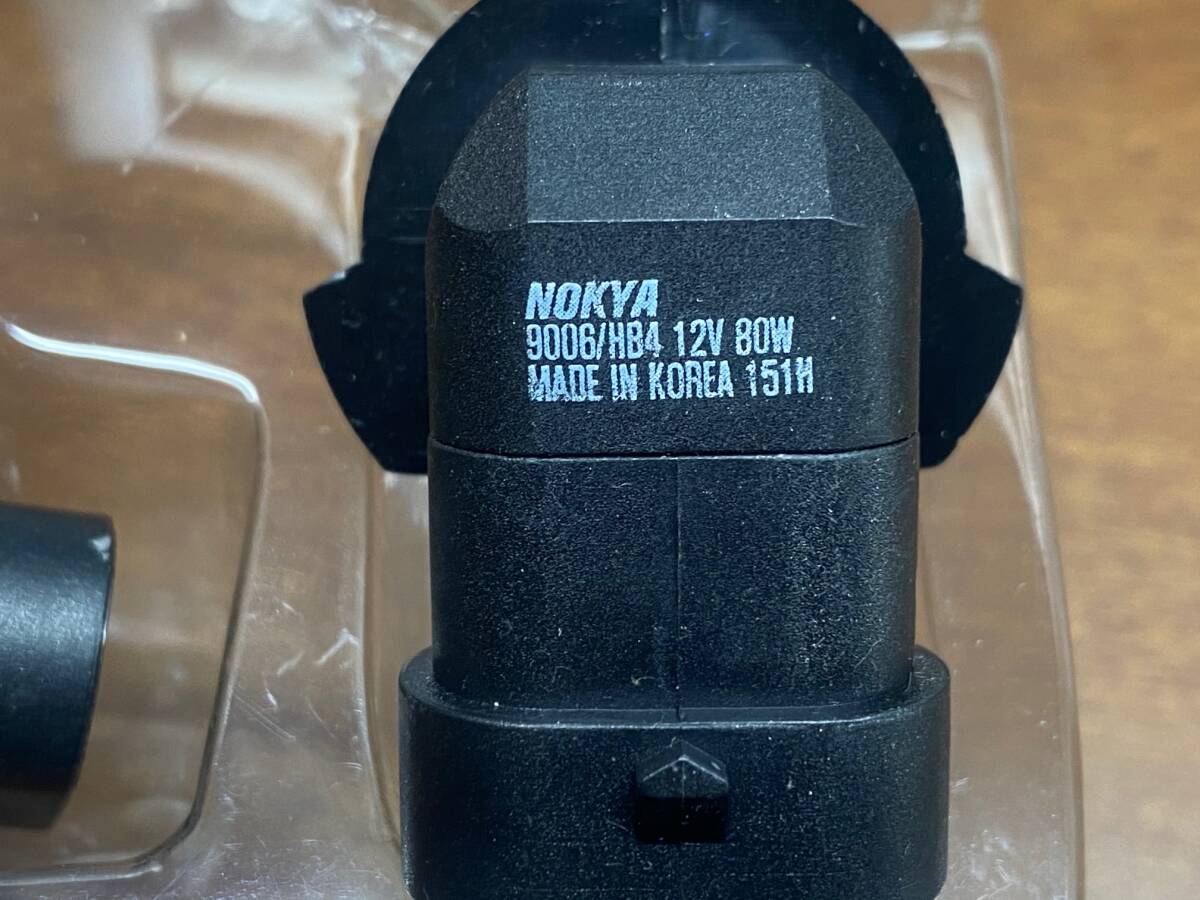 NOKYA
9006/HB4 12V 80W
MADE IN KOREA 151H